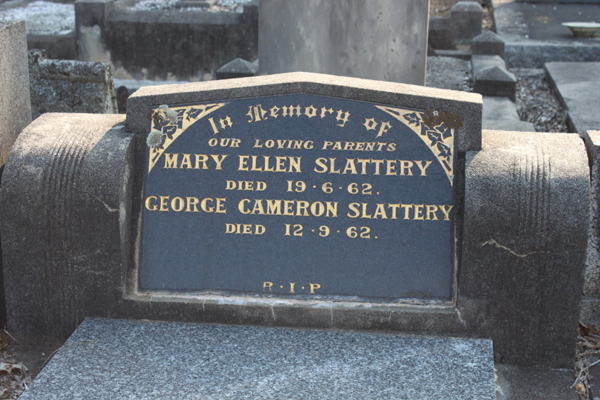 In Memory of
OUR LOVING PARENTS
MARY ELLEN SLATTERY
DIED 19·6·62.
GEORGE CAMERON SLATTERY
DIED 12·9·62.
R·I·P